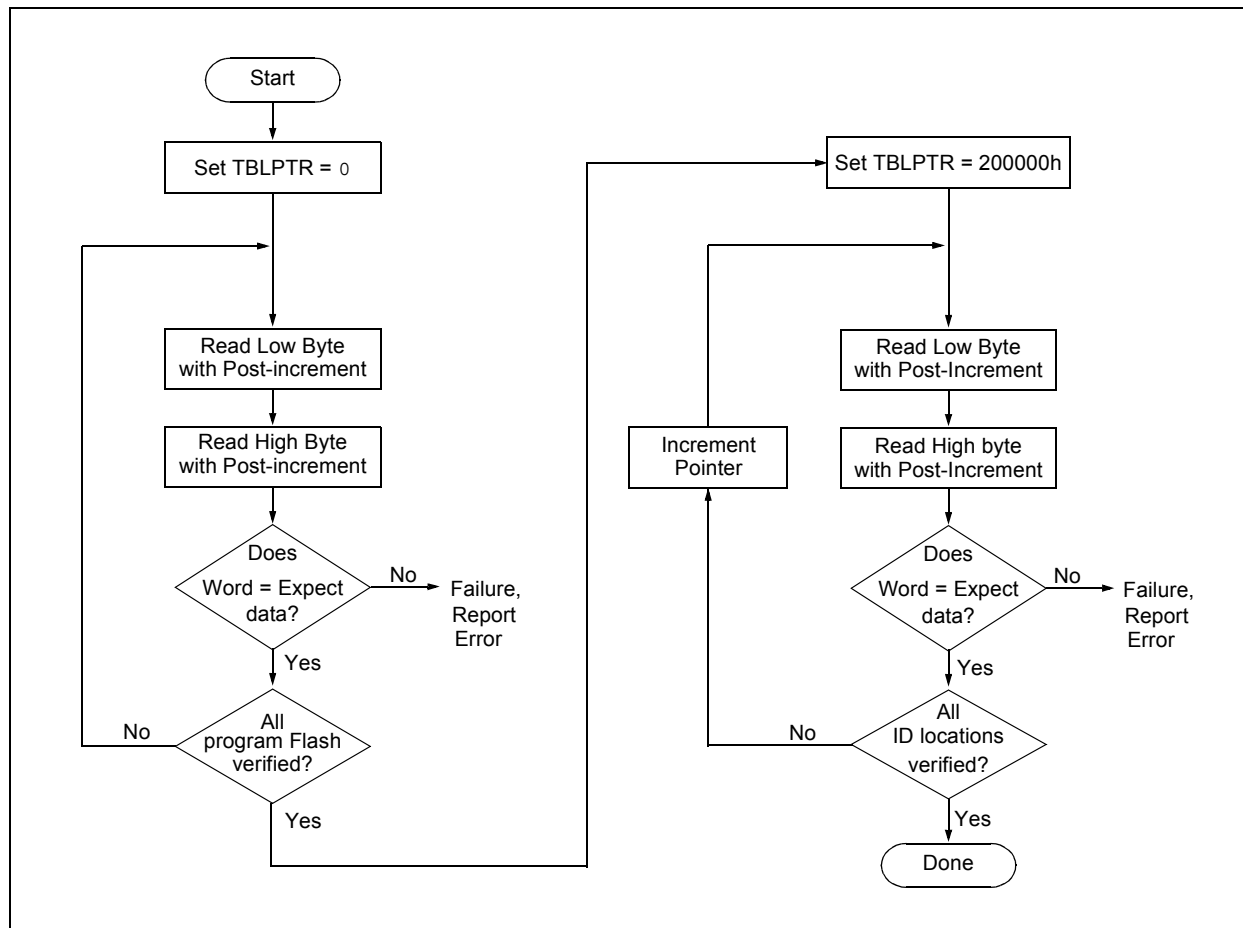 Start
Set TBLPTR = 0
Read Low Byte
with Post-increment
Read High Byte
with Post-increment
Does
Word = Expect
data?
No
Failure,
Report
Error
Yes
All
program Flash
verified?
No
Yes
Set TBLPTR = 200000h
Read Low Byte
with Post-Increment
Read High byte
with Post-Increment
Increment
Pointer
Does
Word = Expect
data?
No
Failure,
Report
Error
Yes
All
ID locations
verified?
No
Yes
Done